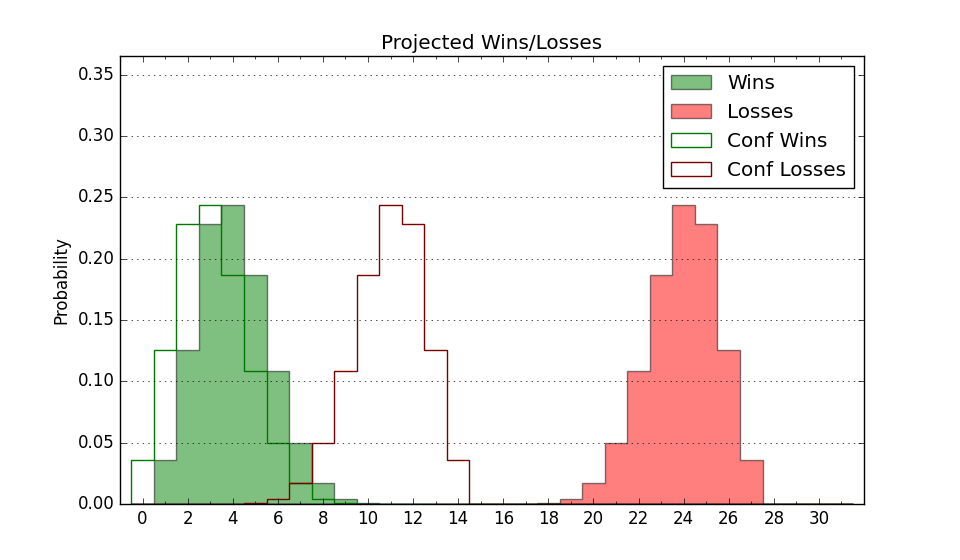 Projected Wins/Losses
0.35
0.30
0.25
0.20
0.15
0.10
0.05
0.00
Probability
Wins
Losses
Conf Wins
Conf Losses
0 2 4 6 8 10 12 14 16 18 20 22 24 26 28 30